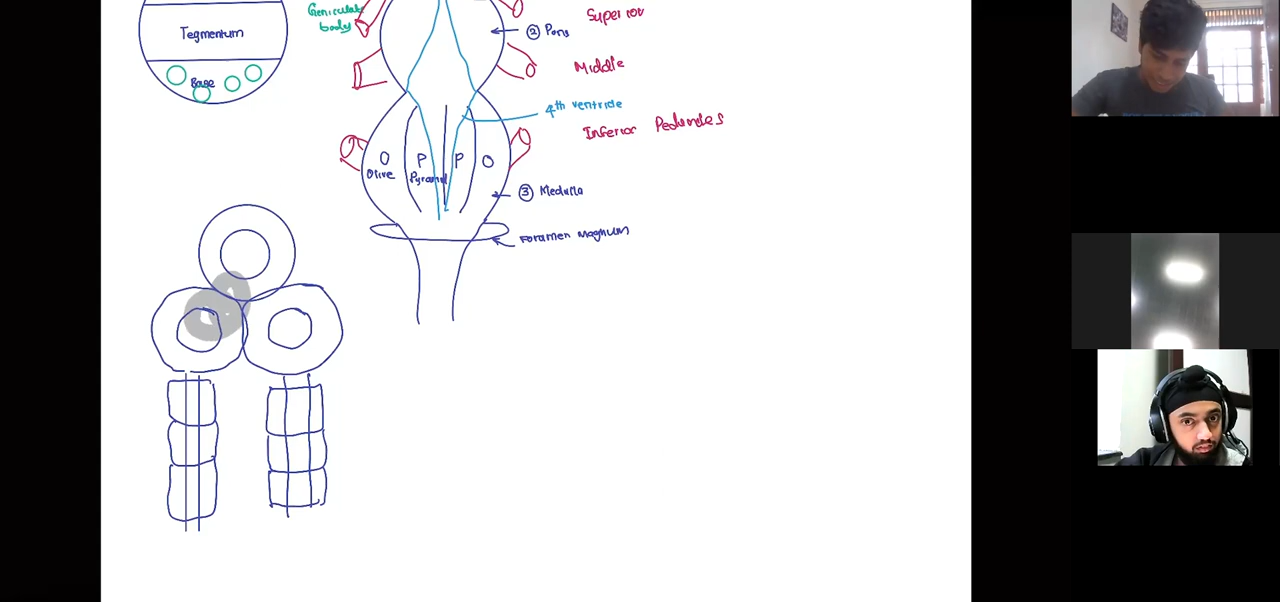 Geniculate
body
Tegmentum
Base
② Pons
Superior
Middle
4th ventricle
Inferior Peduncles
O
P
P
O
Olive
Pyramid
③ Medulla
Foramen Magnum